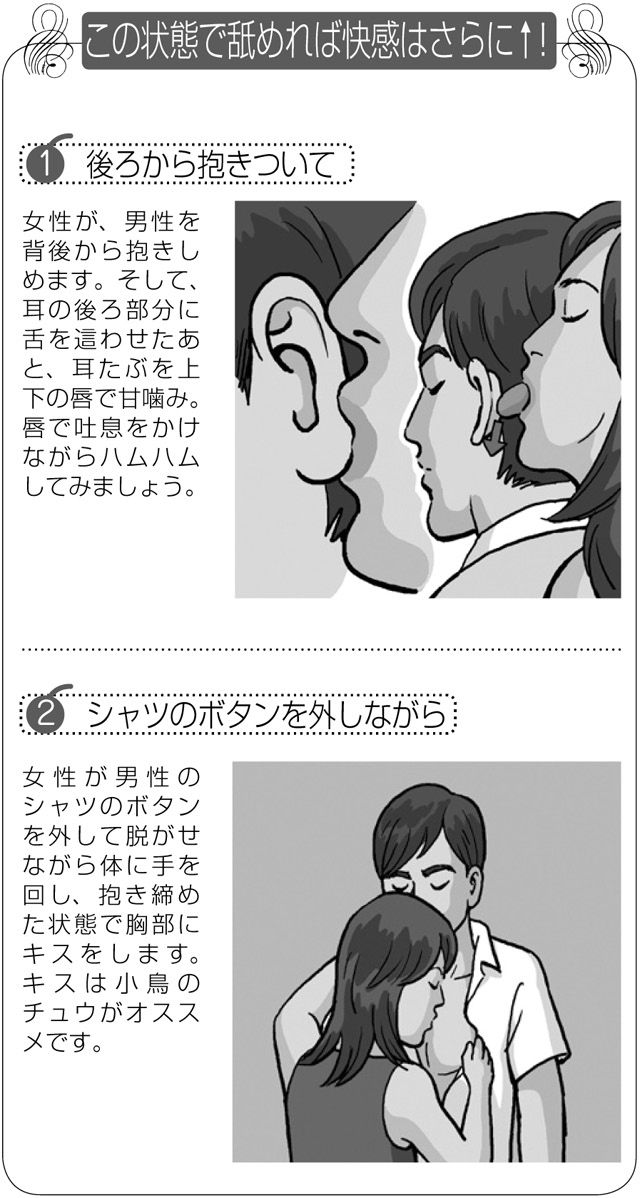 この状態で舐めれば快感はさらに↑!
1 後ろから抱きついて
女性が、男性を
背後から抱きし
めます。そして、
耳の後ろ部分に
舌を這わせたあ
と、耳たぶを上
下の唇で甘噛み。
唇で吐息をかけ
ながらハムハム
してみましょう。
2 シャツのボタンを外しながら
女性が男性の
シャツのボタン
を外して脱がせ
ながら体に手を
回し、抱き締め
た状態で胸部に
キスをします。
キスは小鳥の
チュウがオスス
メです。